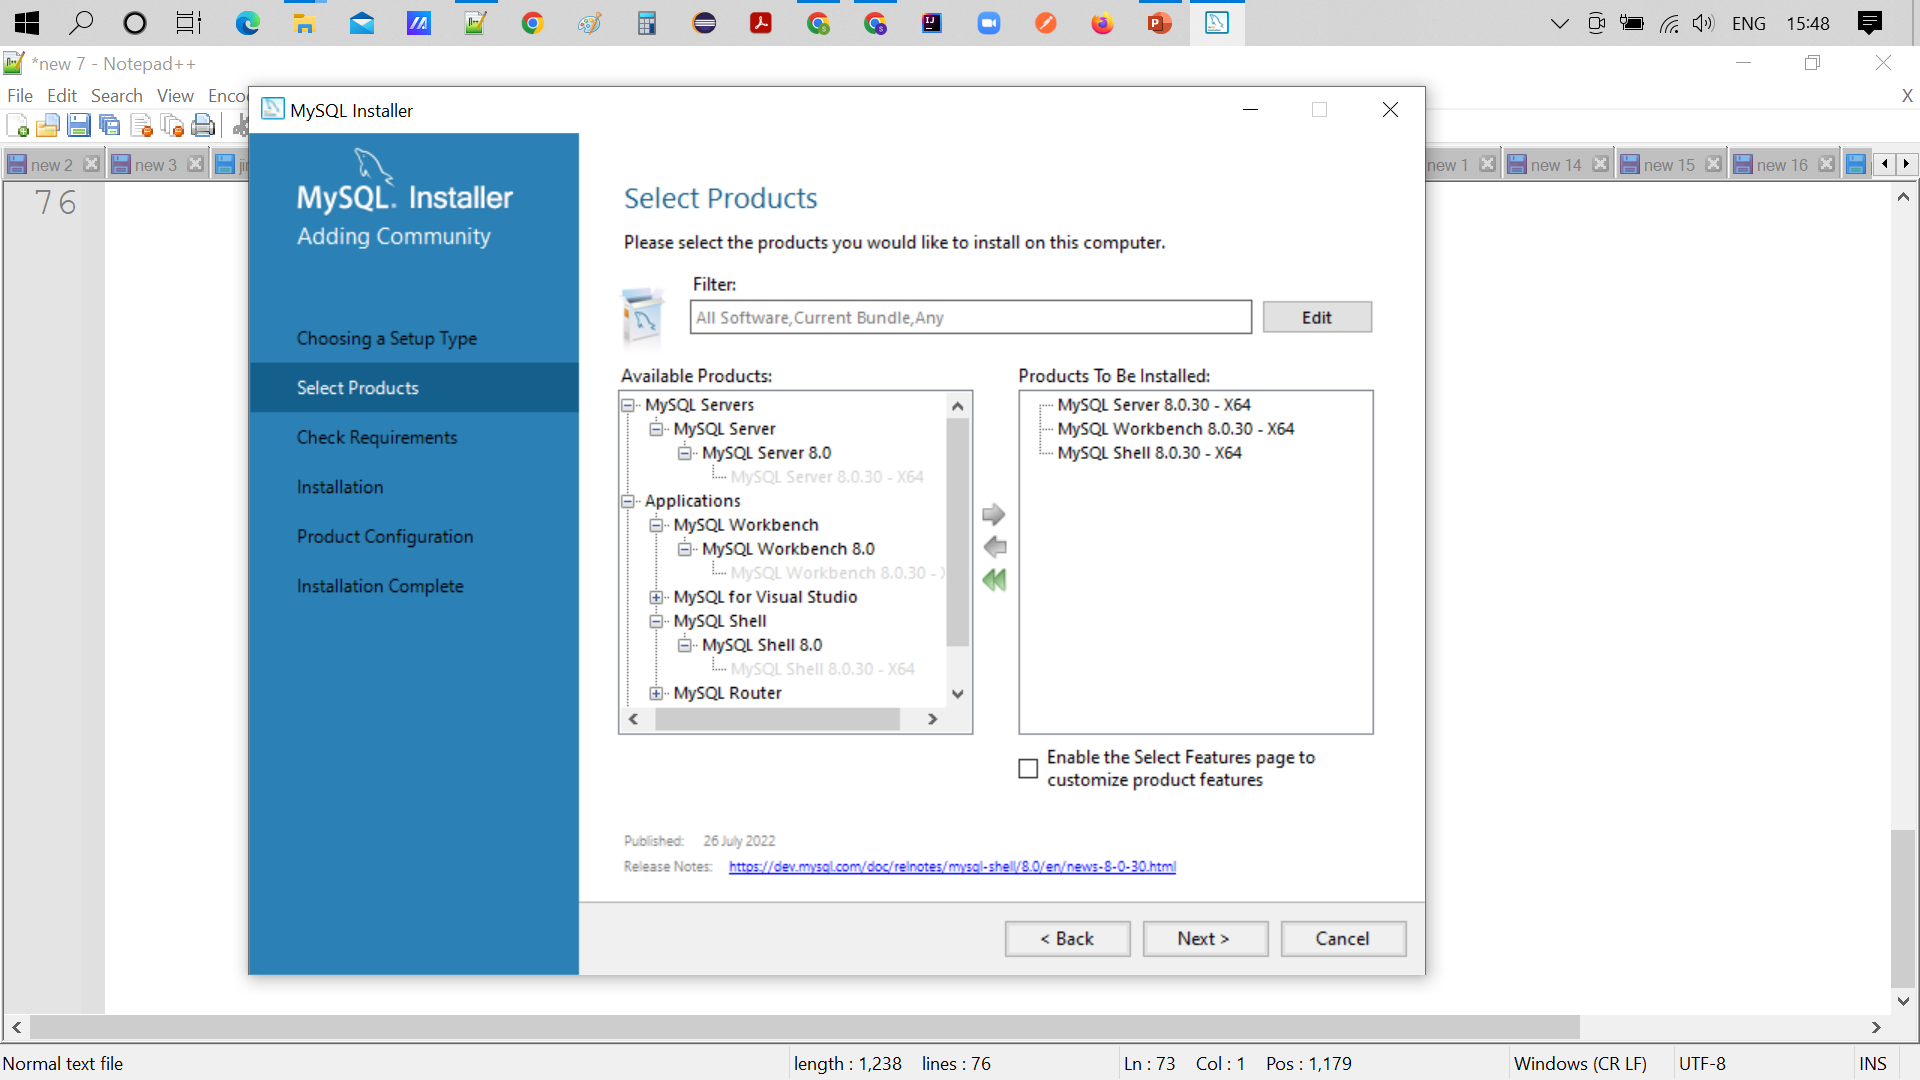 ENG 15:48
*new 7 - Notepad++
File Edit Search View Enco
X
MySQL Installer
new 2
new 3
new 1
new 14
new 15
new 16
76
MySQL. Installer
Adding Community
Choosing a Setup Type
Select Products
Check Requirements
Installation
Product Configuration
Installation Complete
Select Products
Please select the products you would like to install on this computer.
Filter:
All Software,Current Bundle,Any
Edit
Available Products:
MySQL Servers
MySQL Server
MySQL Server 8.0
MySQL Server 8.0.30 - X64
Applications
MySQL Workbench
MySQL Workbench 8.0
MySQL Workbench 8.0.30 -
MySQL for Visual Studio
MySQL Shell
MySQL Shell 8.0
MySQL Shell 8.0.30 - X64
MySQL Router
Products To Be Installed:
MySQL Server 8.0.30 - X64
MySQL Workbench 8.0.30 - X64
MySQL Shell 8.0.30 - X64
Enable the Select Features page to
customize product features
Published: 26 July 2022
Release Notes: https://dev.mysql.com/doc/relnotes/mysql-shell/8.0/en/news-8-0-30.html
< Back
Next >
Cancel
Normal text file
length : 1,238 lines : 76
Ln : 73 Col : 1 Pos : 1,179
Windows (CR LF)
UTF-8
INS